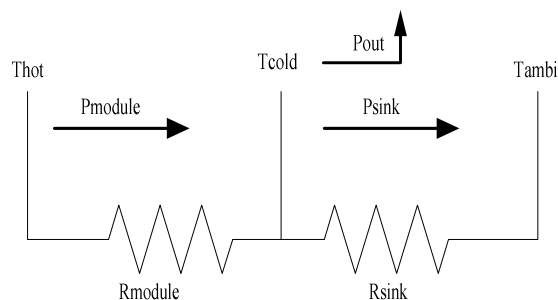 Pout
Thot
Tcold
Tambi
Pmodule
Psink
Rmodule
Rsink